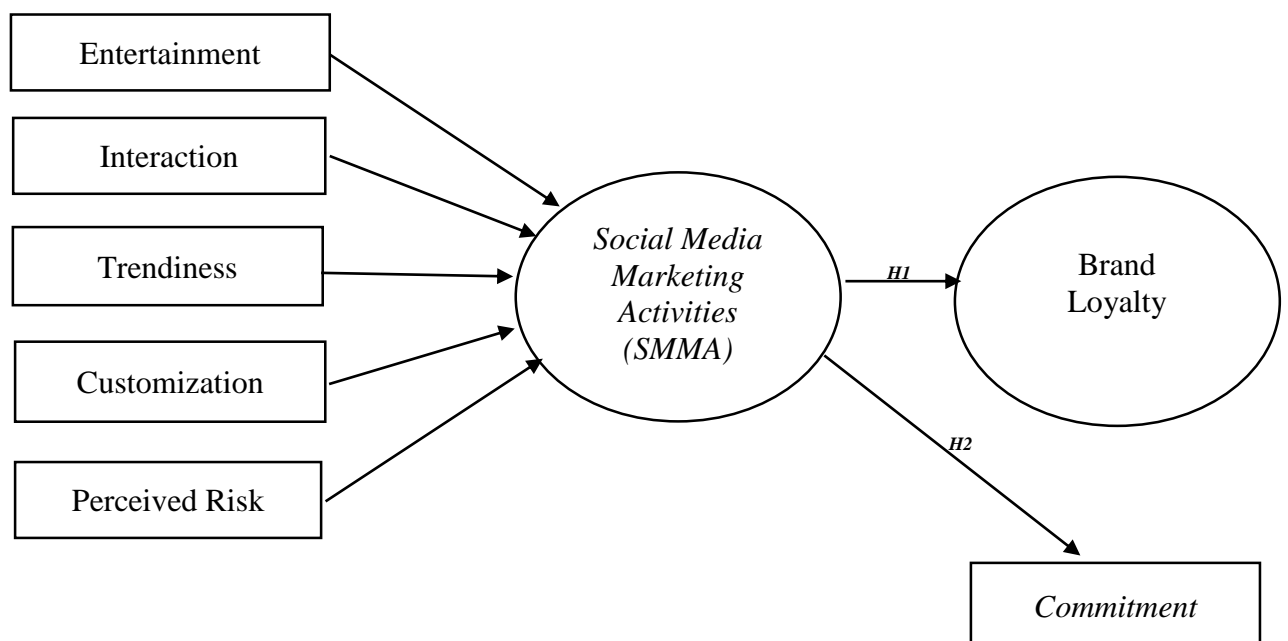 Entertainment
Interaction
Trendiness
Customization
Perceived Risk
Social Media
Marketing
Activities
(SMMA)
H1
Brand
Loyalty
H2
Commitment